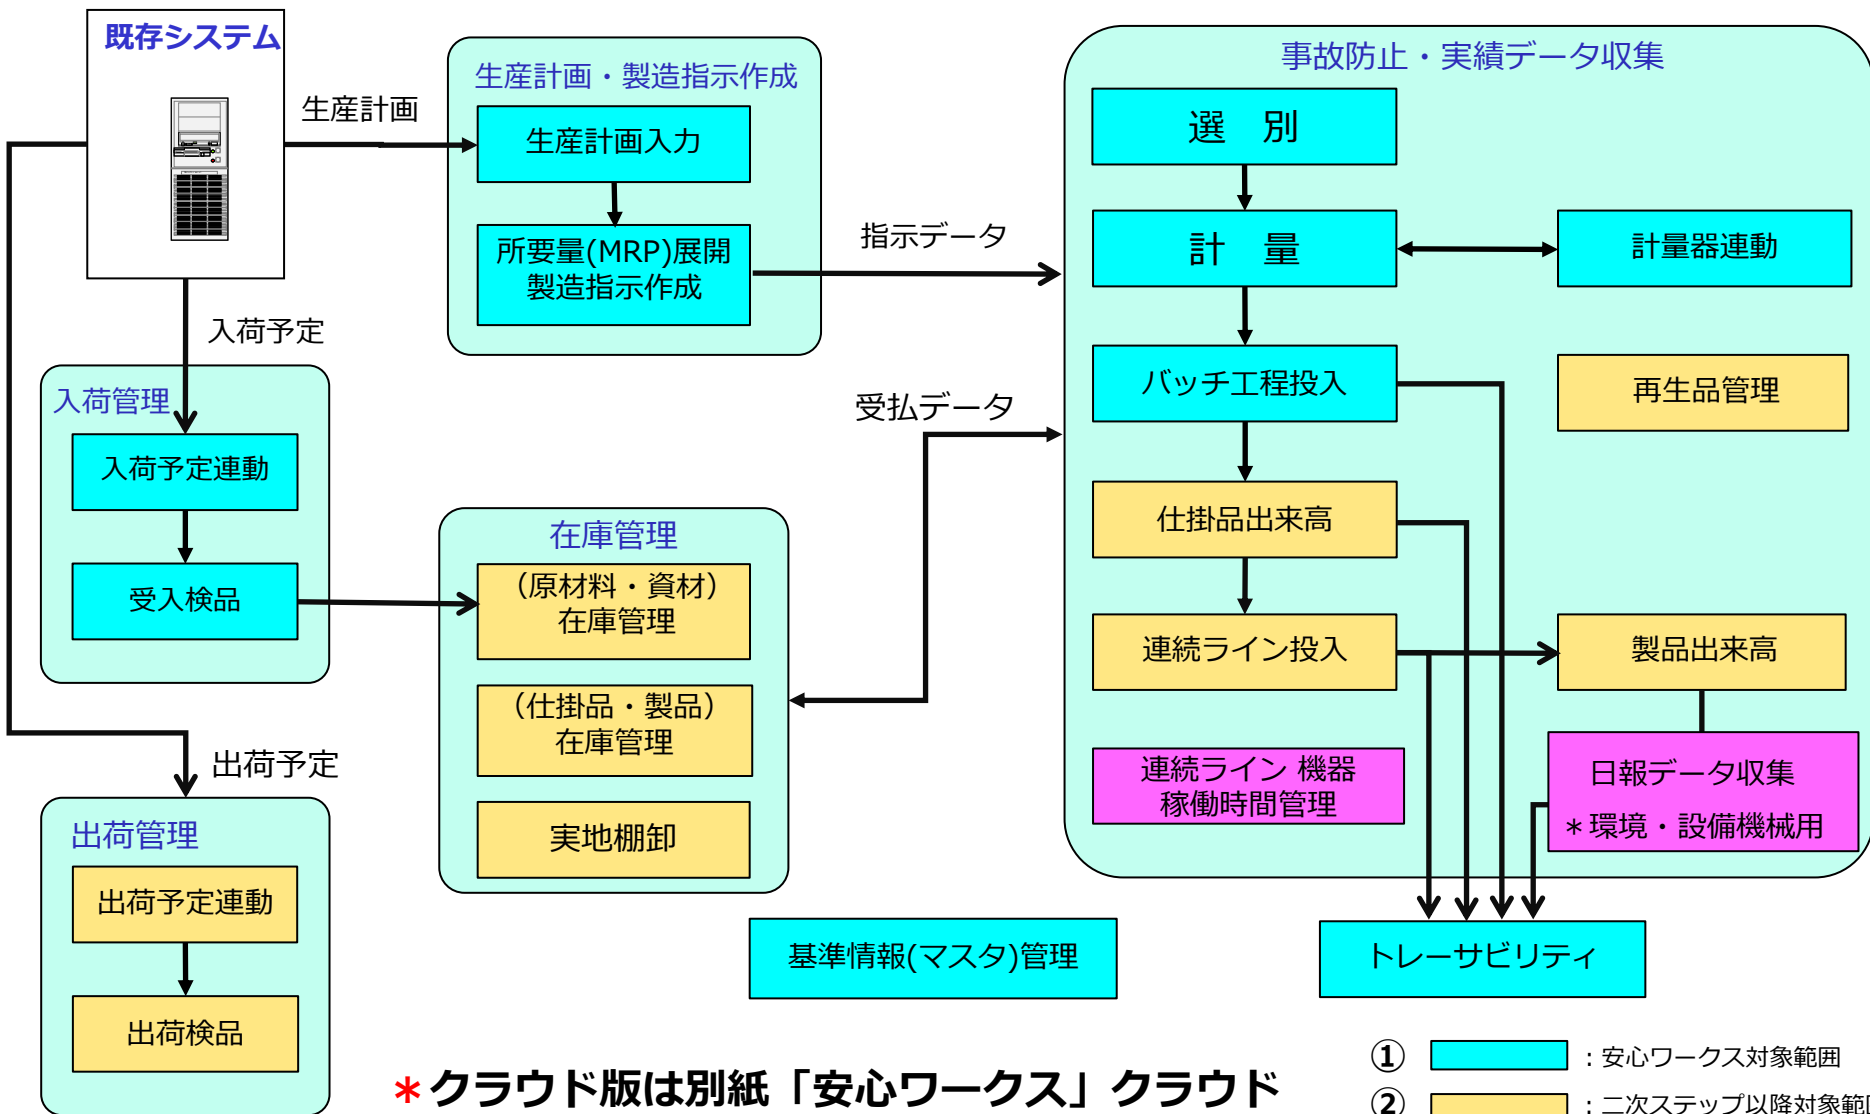 既存システム
生産計画
生産計画・製造指示作成
生産計画入力
所要量(MRP)展開
製造指示作成
指示データ
事故防止・実績データ収集
選 別
計 量
計量器連動
バッチ工程投入
再生品管理
仕掛品出来高
連続ライン投入
製品出来高
連続ライン 機器
稼働時間管理
日報データ収集
＊環境・設備機械用
入荷予定
入荷管理
入荷予定連動
受入検品
受払データ
在庫管理
（原材料・資材）
在庫管理
（仕掛品・製品）
在庫管理
実地棚卸
出荷予定
出荷管理
出荷予定連動
出荷検品
基準情報(マスタ)管理
トレーサビリティ
＊クラウド版は別紙「安心ワークス」クラウド
① ：安心ワークス対象範囲
② ：二次ステップ以降対象範